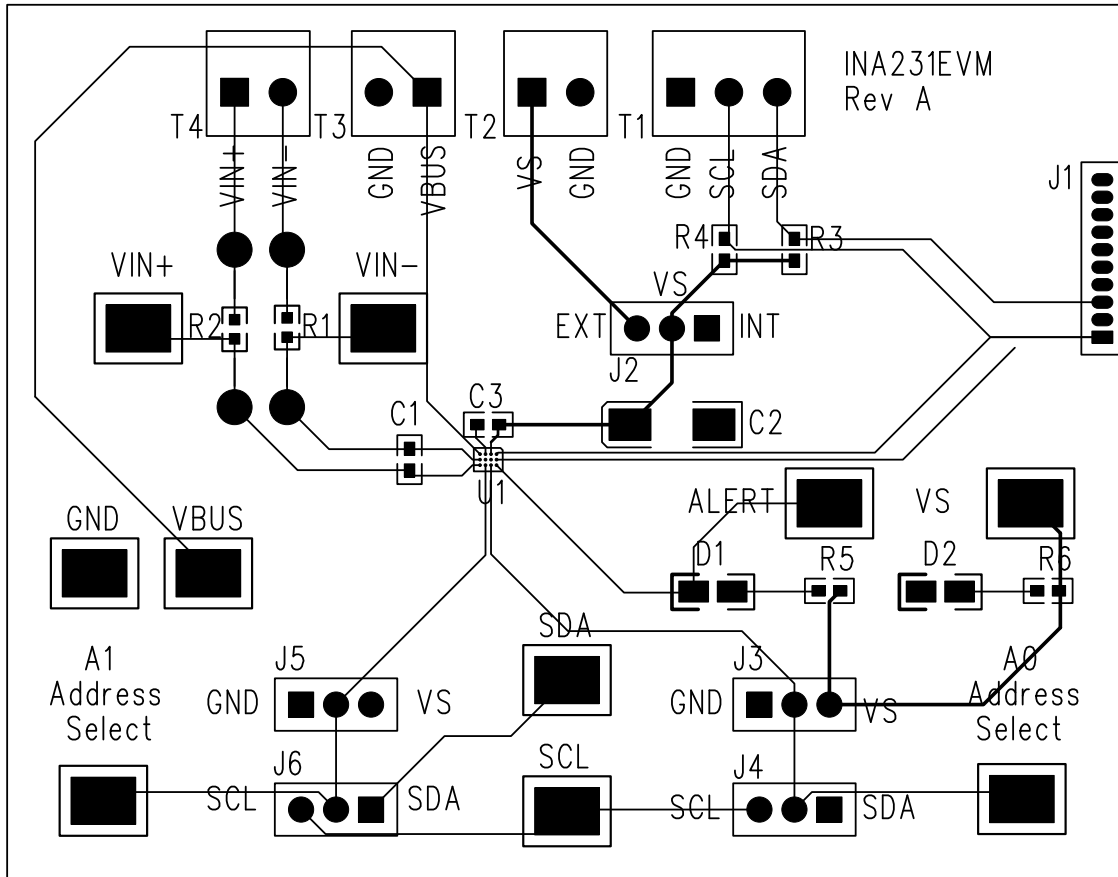 INA231EVM
Rev A
T4
T3
T2
T1
VIN+
VIN-
GND
VBUS
VS
GND
GND
SCL
SDA
J1
R4
R3
VIN+
VIN-
VS
R2
R1
EXT
INT
J2
C1
C3
C2
U1
GND
VBUS
ALERT
VS
D1
R5
D2
R6
SDA
A1
Address
Select
J5
GND
VS
J3
GND
VS
A0
Address
Select
J6
SCL
SDA
SCL
J4
SCL
SDA